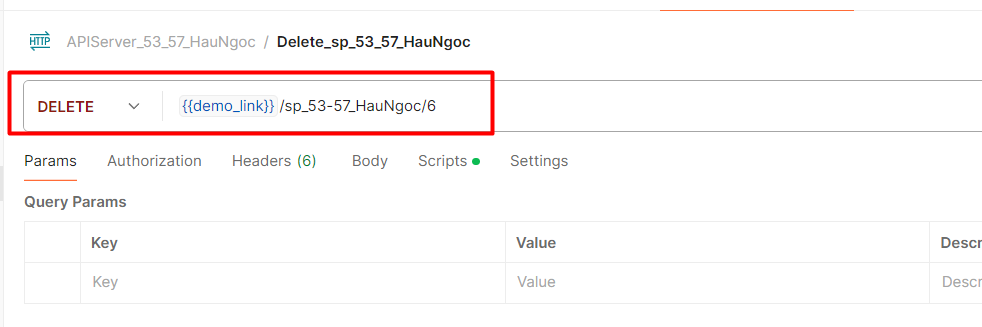 HTTP APIServer_53_57_HauNgoc / Delete_sp_53_57_HauNgoc
DELETE {{demo_link}} /sp_53-57_HauNgoc/6
Params Authorization Headers (6) Body Scripts Settings
Query Params
Key Value Descr
Key Value Descr